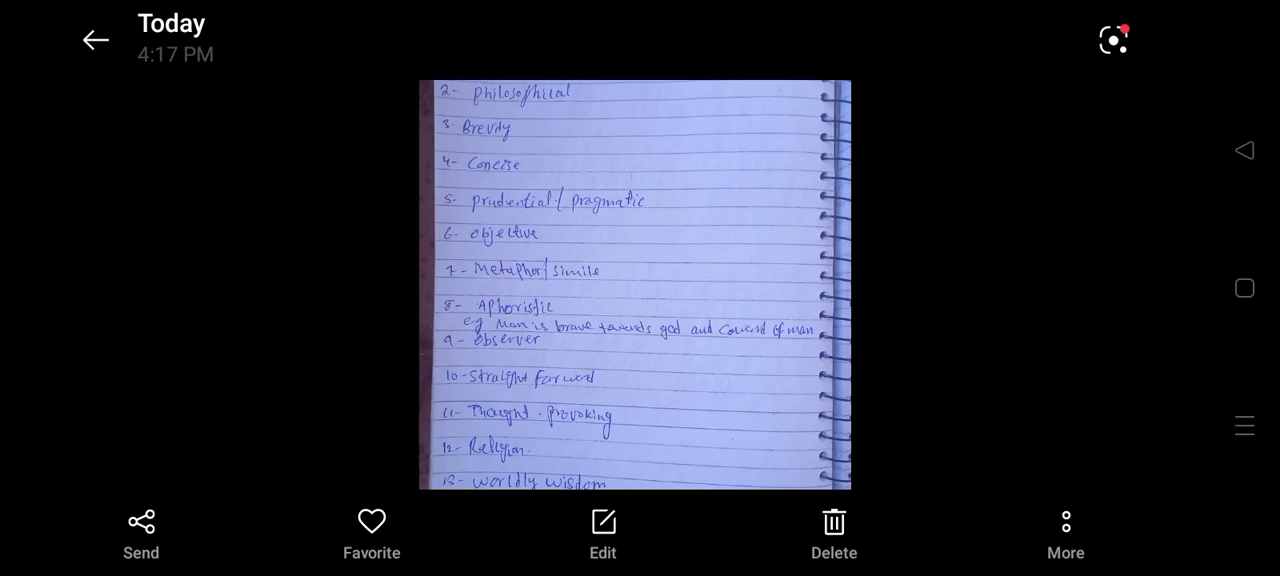 Today
4:17 PM
2- philosophical
3. Brevity
4- Concise
5- prudential / pragmatic
6- objective
7- Metaphor/simile
8- Aphoristic
eg Man is brave towards god and coward of man
9- observer
10- Straight forward
11- Thought-provoking
12- Religion.
13- worldly wisdom
Send
Favorite
Edit
Delete
More